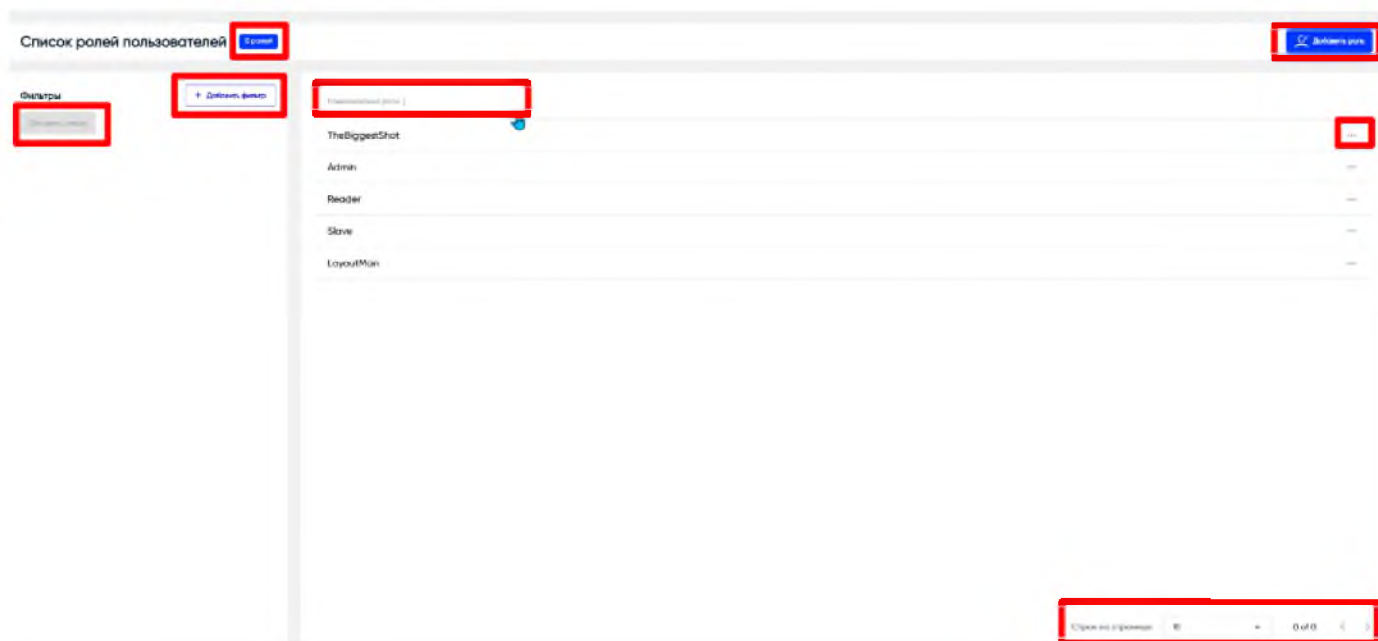 Список ролей пользователей
Добавить роль
Фильтры
+ Добавить фильтр
TheBiggestShot
Admin
Reader
Slave
LayoutMan
Строк на странице
0 of 0